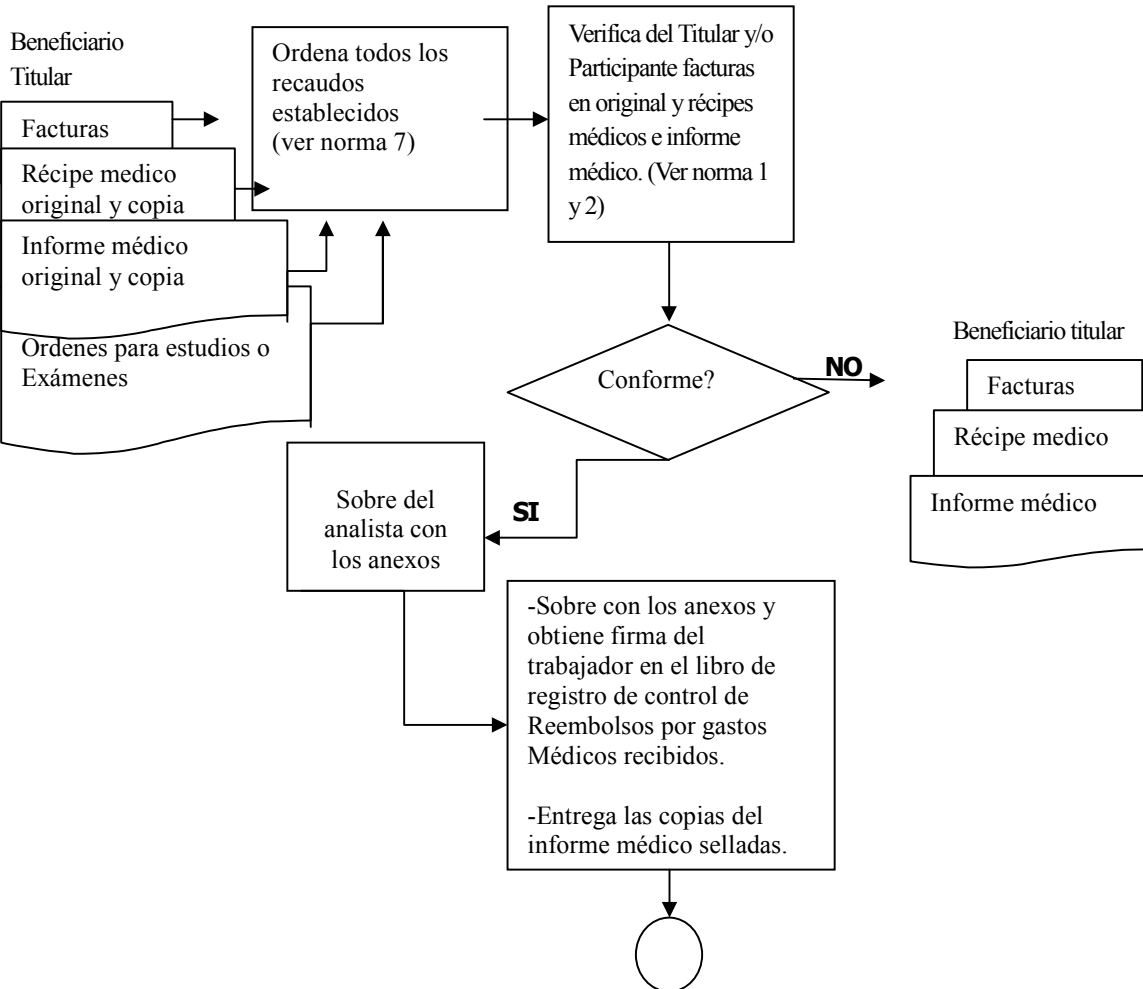 Beneficiario
Titular
Facturas
Récipe medico
original y copia
Informe médico
original y copia
Ordenes para estudios o
Exámenes
Ordena todos los
recaudos
establecidos
(ver norma 7)
Verifica del Titular y/o
Participante facturas
en original y récipes
médicos e informe
médico. (Ver norma 1
y 2)
Conforme?
NO
Beneficiario titular
Facturas
Récipe medico
Informe médico
SI
Sobre del
analista con
los anexos
-Sobre con los anexos y
obtiene firma del
trabajador en el libro de
registro de control de
Reembolsos por gastos
Médicos recibidos.
-Entrega las copias del
informe médico selladas.